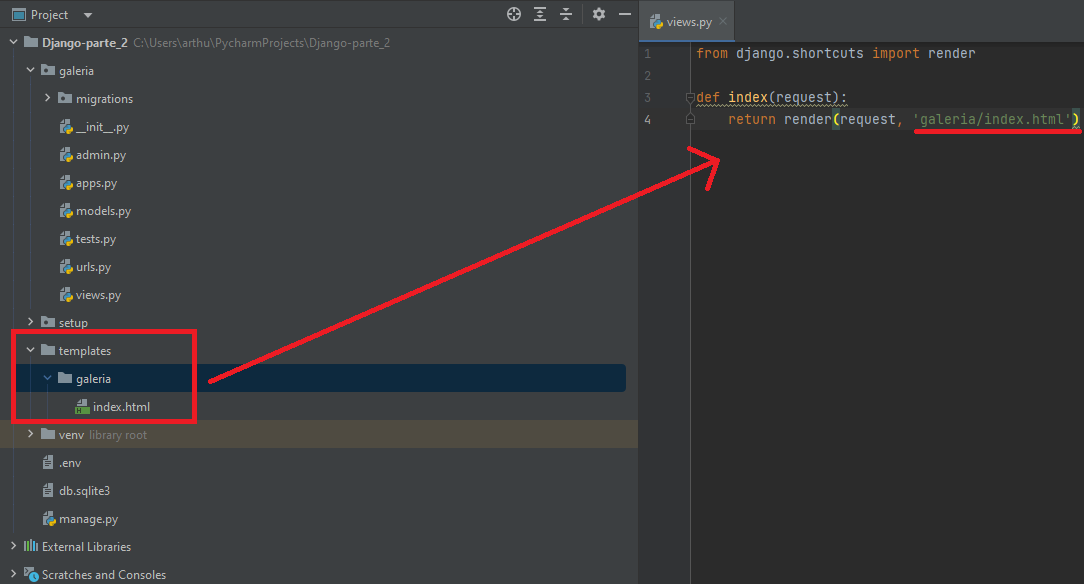 Project
Django-parte_2 C:\Users\arthu\PycharmProjects\Django-parte_2
galeria
migrations
__init__.py
admin.py
apps.py
models.py
tests.py
urls.py
views.py
setup
templates
galeria
index.html
venv library root
.env
db.sqlite3
manage.py
External Libraries
Scratches and Consoles
views.py
1 from django.shortcuts import render
2
3 def index(request):
4 return render(request, 'galeria/index.html')